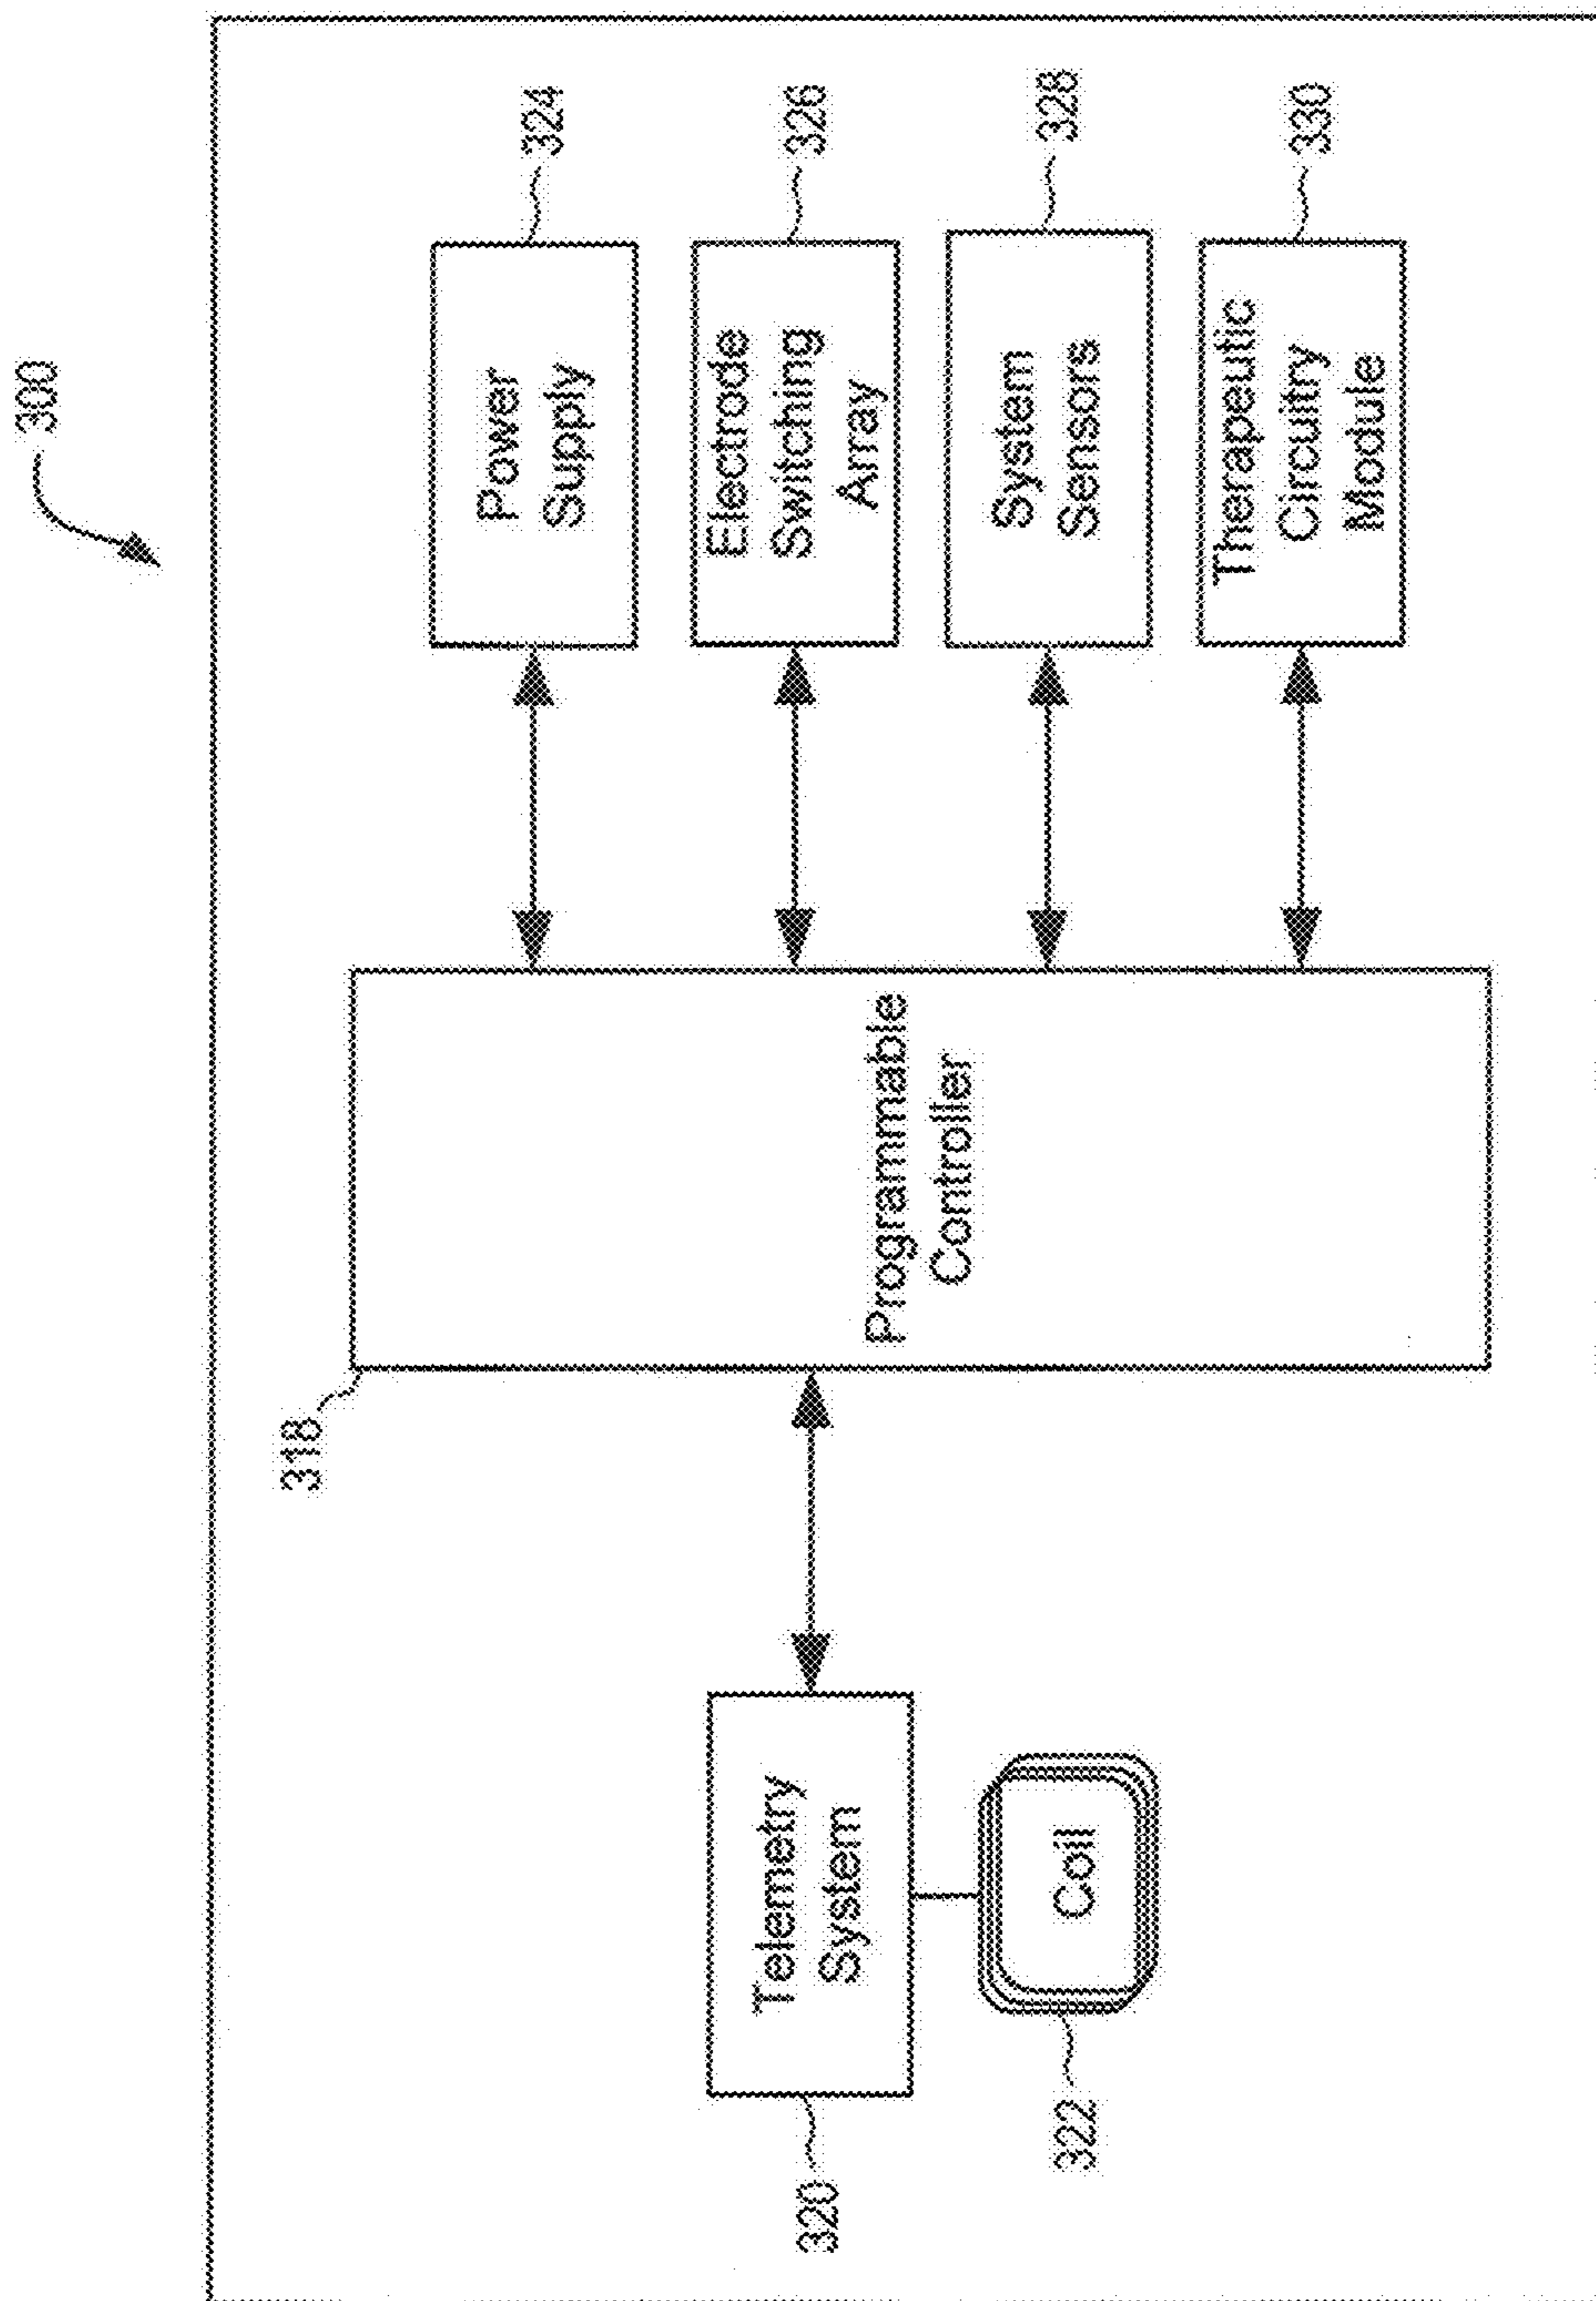 300
318
Telemetry
System
320
Coil
322
Programmable
Controller
Power
Supply
324
Electrode
Switching
Array
326
System
Sensors
328
Therapeutic
Circuitry
Module
330